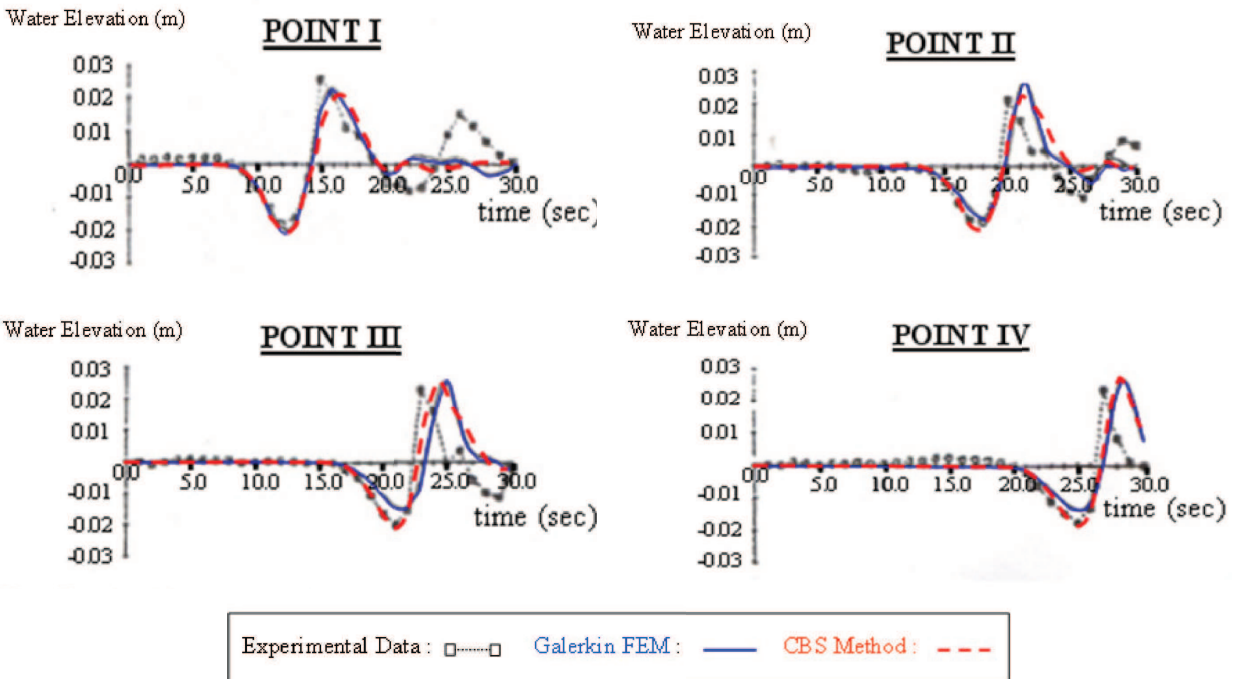 Water Elevation (m)
POINT I
0.03
0.02
0.01
-0.01
-0.02
-0.03
0.0 5.0 10.0 15.0 20.0 25.0 30.0
time (sec)
Water Elevation (m)
POINT II
0.03
0.02
0.01
-0.01
-0.02
-0.03
0.0 5.0 10.0 15.0 20.0 25.0 30.0
time (sec)
Water Elevation (m)
POINT III
0.03
0.02
0.01
-0.01
-0.02
-0.03
0.0 5.0 10.0 15.0 20.0 25.0 30.0
time (sec)
Water Elevation (m)
POINT IV
0.03
0.02
0.01
-0.01
-0.02
-0.03
0.0 5.0 10.0 15.0 20.0 25.0 30.0
time (sec)
Experimental Data : Galerkin FEM : CBS Method :